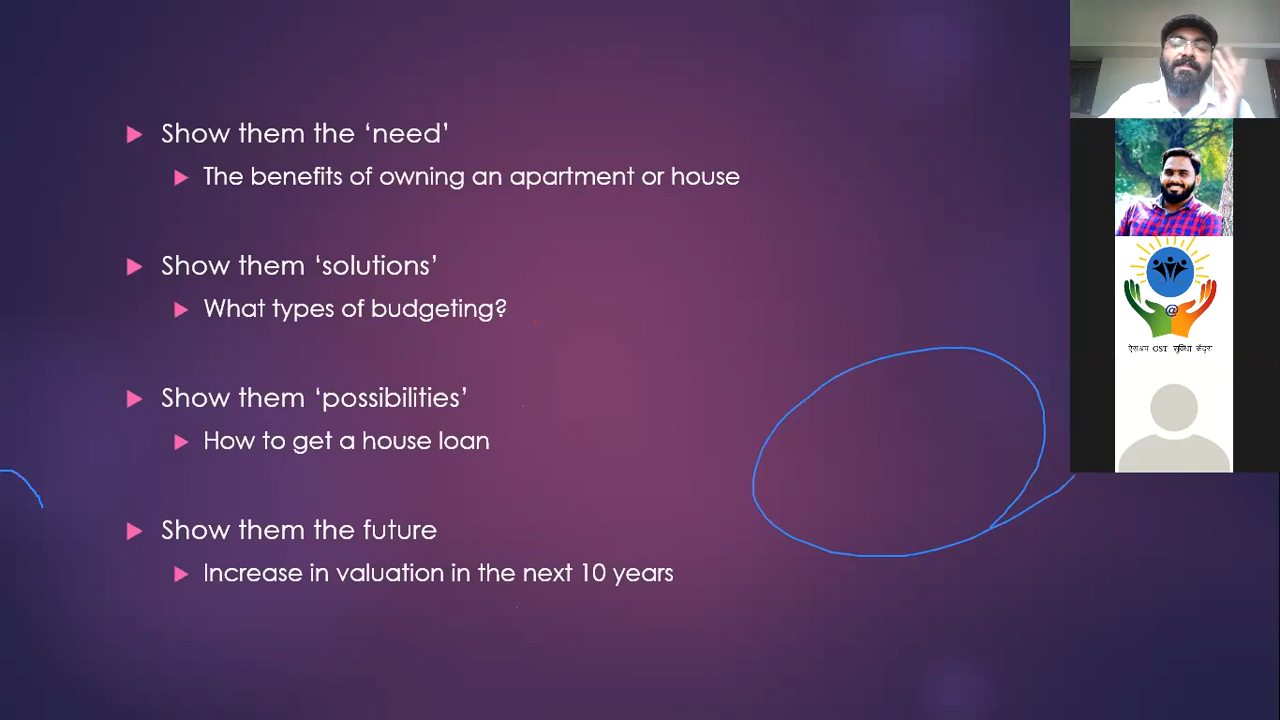 Show them the ‘need’
The benefits of owning an apartment or house
Show them ‘solutions’
What types of budgeting?
Show them ‘possibilities’
How to get a house loan
Show them the future
Increase in valuation in the next 10 years
@
GST सुविधा केंद्रा